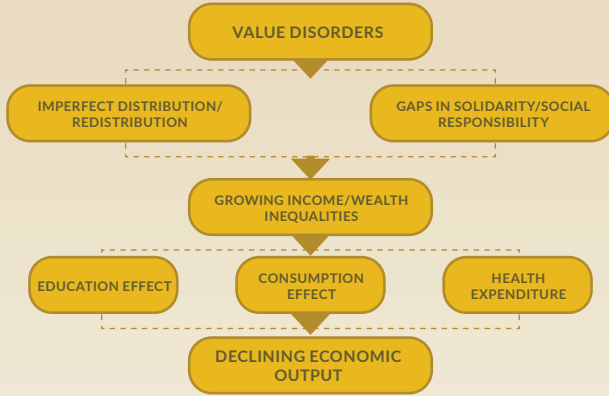 VALUE DISORDERS
IMPERFECT DISTRIBUTION/
REDISTRIBUTION
GAPS IN SOLIDARITY/SOCIAL
RESPONSIBILITY
GROWING INCOME/WEALTH
INEQUALITIES
EDUCATION EFFECT
CONSUMPTION
EFFECT
HEALTH
EXPENDITURE
DECLINING ECONOMIC
OUTPUT